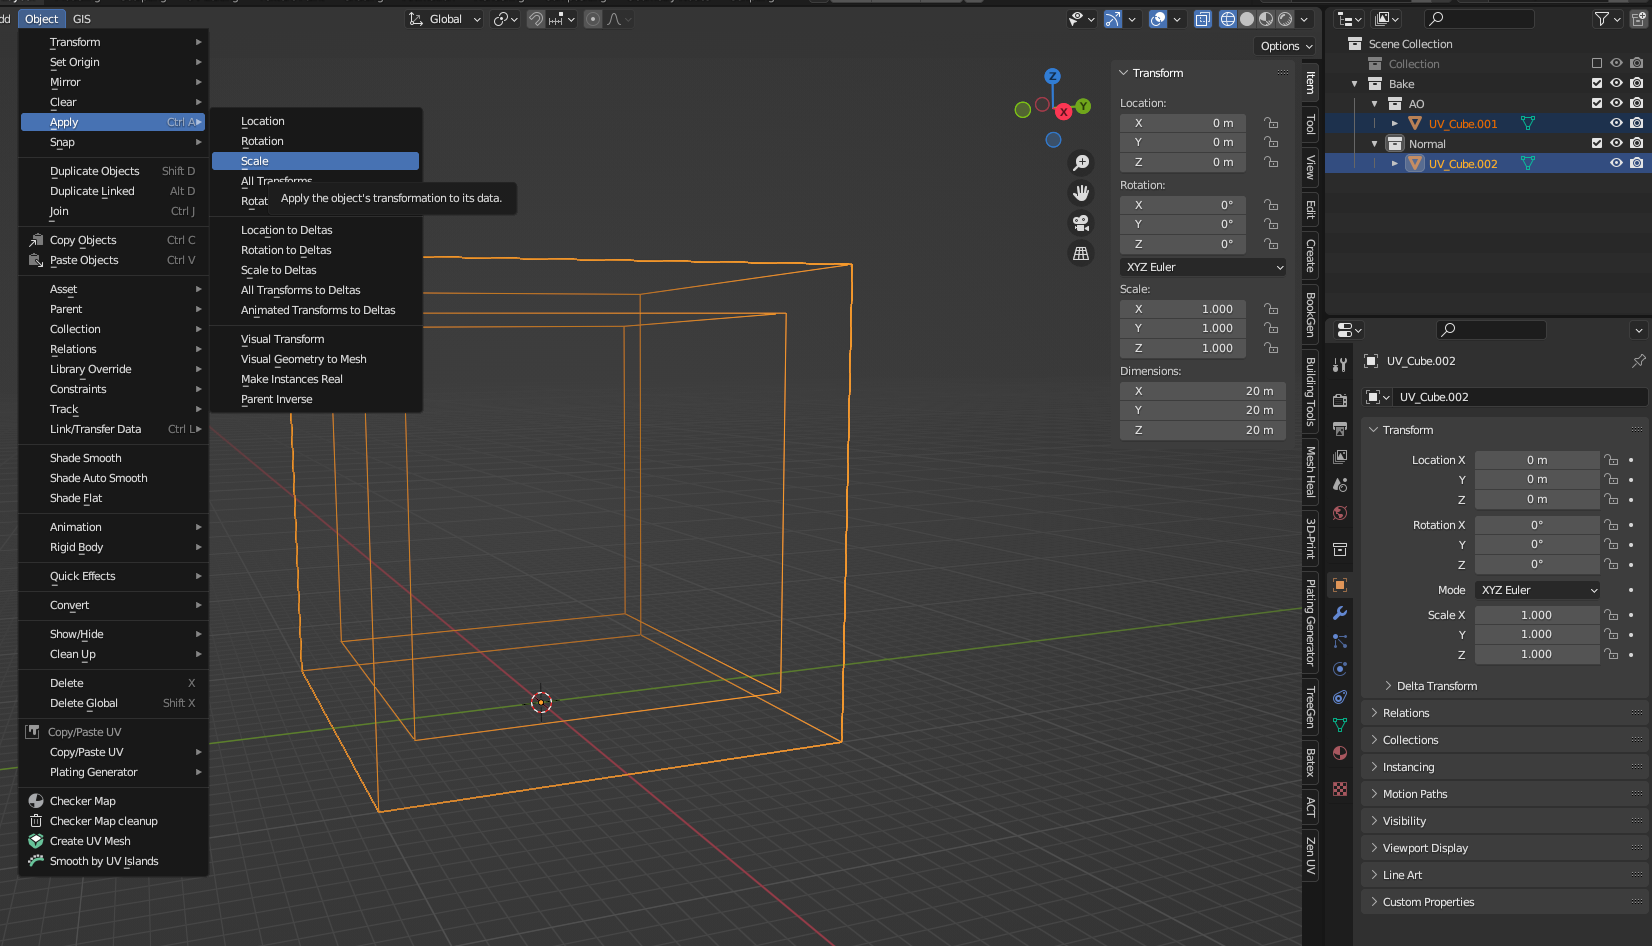 dd Object GIS
Global
Options
Transform
Set Origin
Mirror
Clear
Apply Ctrl A
Snap
Duplicate Objects Shift D
Duplicate Linked Alt D
Join Ctrl J
Copy Objects Ctrl C
Paste Objects Ctrl V
Asset
Parent
Collection
Relations
Library Override
Constraints
Track
Link/Transfer Data Ctrl L
Shade Smooth
Shade Auto Smooth
Shade Flat
Animation
Rigid Body
Quick Effects
Convert
Show/Hide
Clean Up
Delete X
Delete Global Shift X
Copy/Paste UV
Copy/Paste UV
Plating Generator
Checker Map
Checker Map cleanup
Create UV Mesh
Smooth by UV Islands
Location
Rotation
Scale
All Transforms
Rotat
Apply the object's transformation to its data.
Location to Deltas
Rotation to Deltas
Scale to Deltas
All Transforms to Deltas
Animated Transforms to Deltas
Visual Transform
Visual Geometry to Mesh
Make Instances Real
Parent Inverse
Z
X
Y
Transform
Location:
X 0 m
Y 0 m
Z 0 m
Rotation:
X 0°
Y 0°
Z 0°
XYZ Euler
Scale:
X 1.000
Y 1.000
Z 1.000
Dimensions:
X 20 m
Y 20 m
Z 20 m
Item
Tool
View
Edit
Create
BookGen
Building Tools
Mesh Heal
3D-Print
Plating Generator
TreeGen
Batex
ACT
Zen UV
Scene Collection
Collection
Bake
AO
UV_Cube.001
Normal
UV_Cube.002
UV_Cube.002
UV_Cube.002
Transform
Location X 0 m
Y 0 m
Z 0 m
Rotation X 0°
Y 0°
Z 0°
Mode XYZ Euler
Scale X 1.000
Y 1.000
Z 1.000
Delta Transform
Relations
Collections
Instancing
Motion Paths
Visibility
Viewport Display
Line Art
Custom Properties